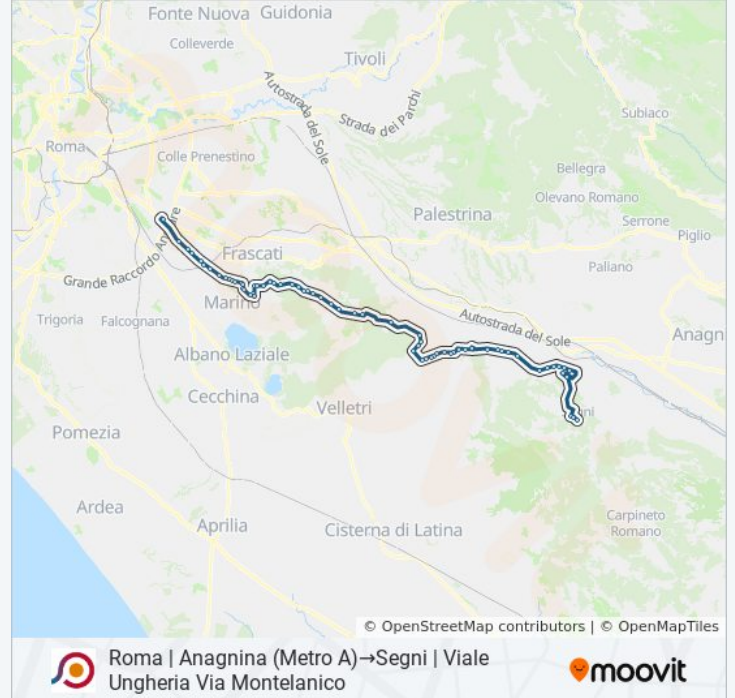 Fonte Nuova Guidonia
Colleverde
Tivoli
Autostrada del Sole
Strada dei Parchi
Subiaco
Roma
Colle Prenestino
Bellegra
Olevano Romano
Palestrina
Serrone
Piglio
Frascati
Paliano
Grande Raccordo Anulare
Marino
Trigoria Falcognana
Autostrada del Sole
Anagn
Albano Laziale
Cecchina
Velletri
Pomezia
Ardea
Aprilia
Cisterna di Latina
Carpineto
Romano
© OpenStreetMap contributors | © OpenMapTiles
Roma | Anagnina (Metro A)→Segni | Viale
Ungheria Via Montelanico
moovit